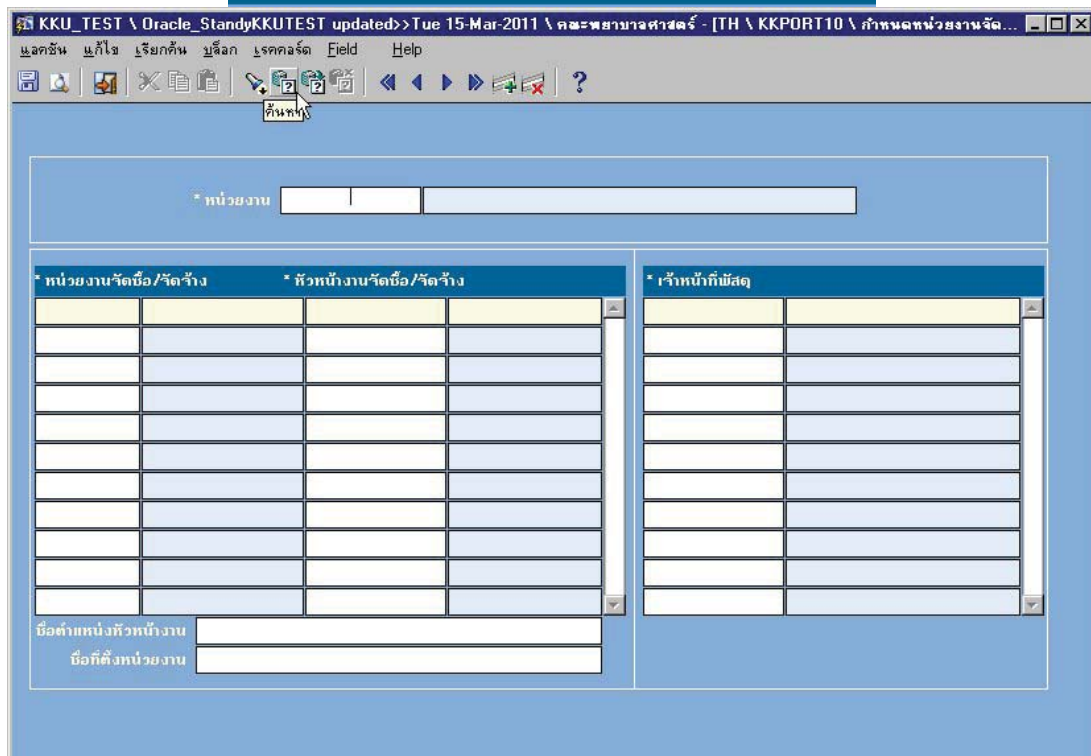 KKU_TEST \ Oracle_StandyKKUTEST updated>>Tue 15-Mar-2011 \ คณะพยาบาลศาสตร์ - [TH \ KKPORT10 \ กำหนดหน่วยงานจัด...
แอคชัน แก้ไข เรียกค้น บล็อก เรคคอร์ด Field Help
?
* หน่วยงาน
* หน่วยงานจัดซื้อ/จัดจ้าง * หัวหน้างานจัดซื้อ/จัดจ้าง * เจ้าหน้าที่พัสดุ
ชื่อตำแหน่งหัวหน้างาน
ชื่อที่ตั้งหน่วยงาน